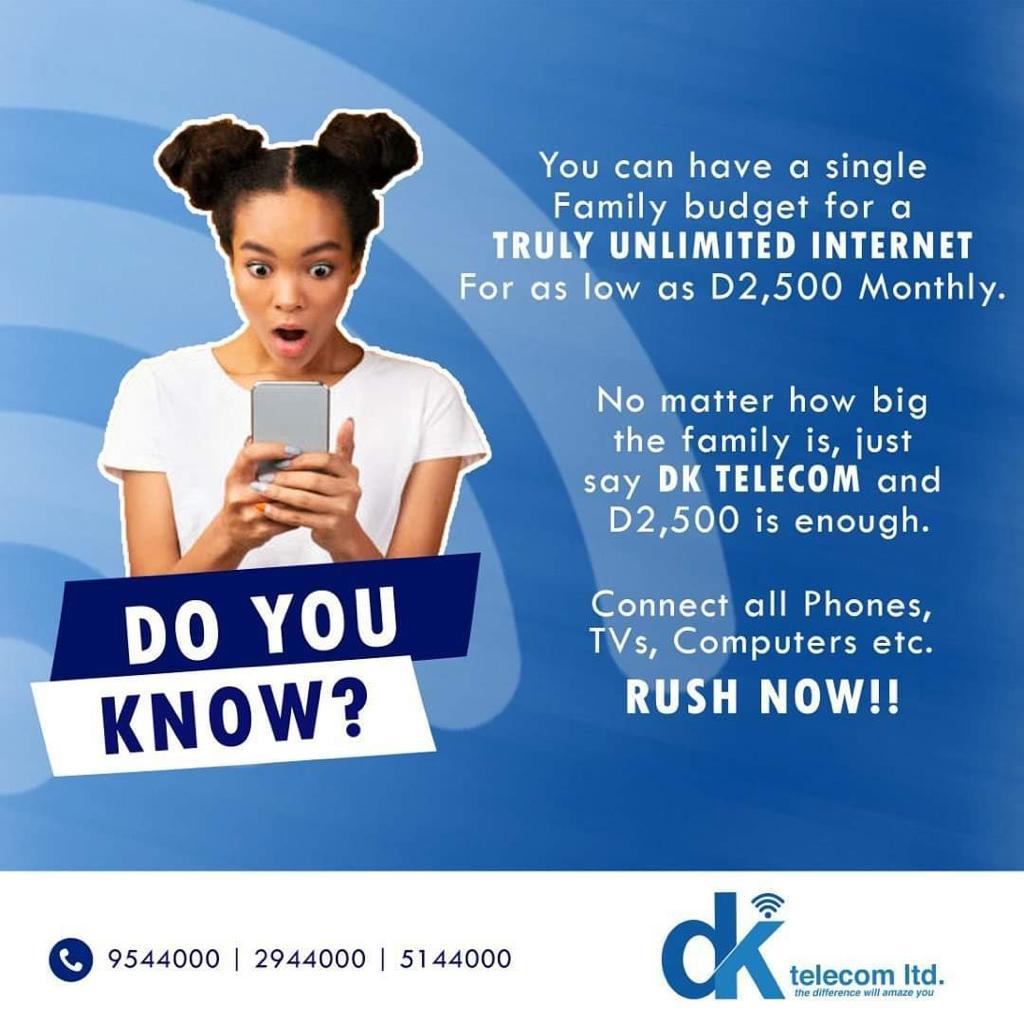 You can have a single
Family budget for a
TRULY UNLIMITED INTERNET
For as low as D2,500 Monthly.
No matter how big
the family is, just
say DK TELECOM and
D2,500 is enough.
Connect all Phones,
TVs, Computers etc.
RUSH NOW!!
DO YOU
KNOW?
9544000 | 2944000 | 5144000
dk
telecom ltd.
the difference will amaze you